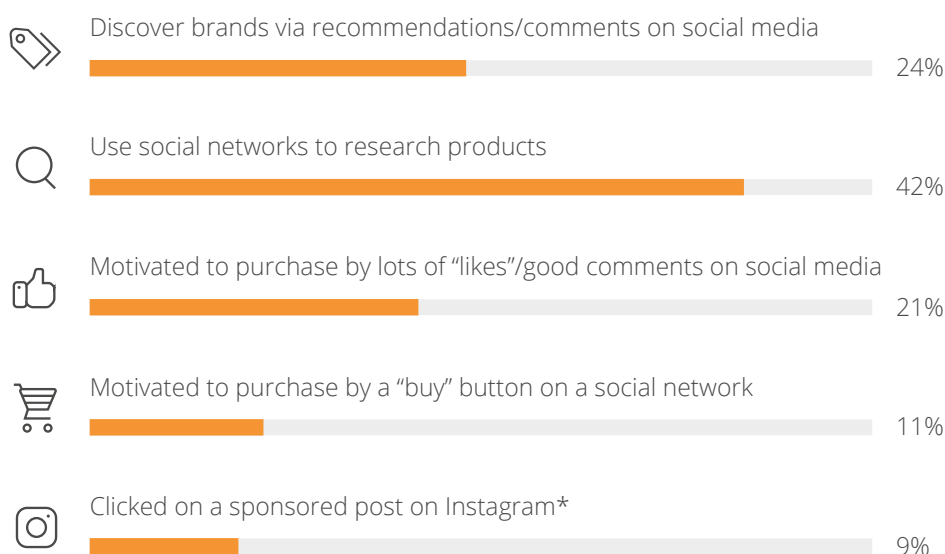 Discover brands via recommendations/comments on social media
24%
Use social networks to research products
42%
Motivated to purchase by lots of “likes”/good comments on social media
21%
Motivated to purchase by a “buy” button on a social network
11%
Clicked on a sponsored post on Instagram*
9%